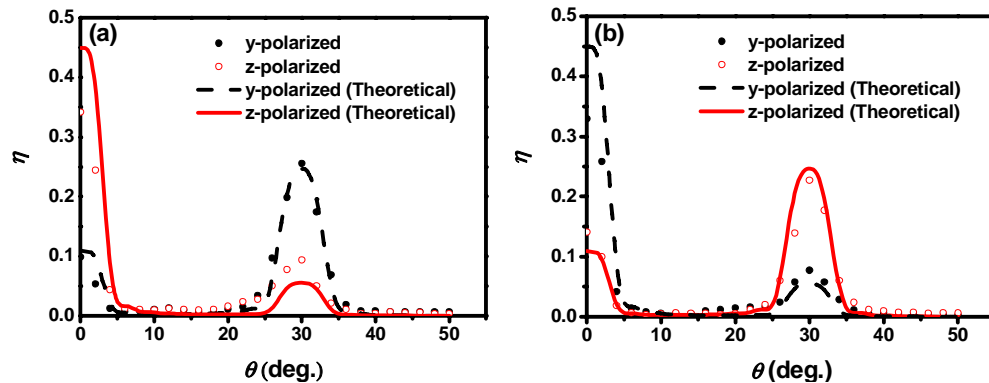 (a)
y-polarized
z-polarized
y-polarized (Theoretical)
z-polarized (Theoretical)
0.5
0.4
0.3
0.2
0.1
0.0
η
0 10 20 30 40 50
θ (deg.)
(b)
y-polarized
z-polarized
y-polarized (Theoretical)
z-polarized (Theoretical)
0.5
0.4
0.3
0.2
0.1
0.0
η
0 10 20 30 40 50
θ (deg.)